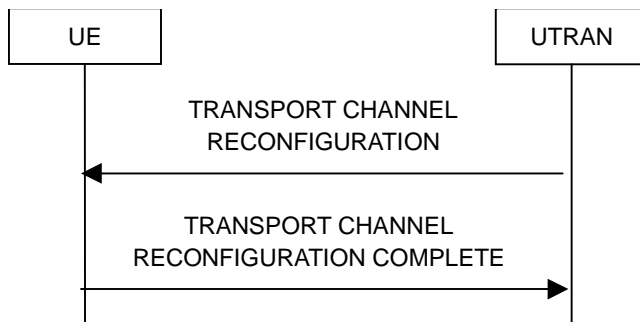 UE
UTRAN
TRANSPORT CHANNEL
RECONFIGURATION
TRANSPORT CHANNEL
RECONFIGURATION COMPLETE